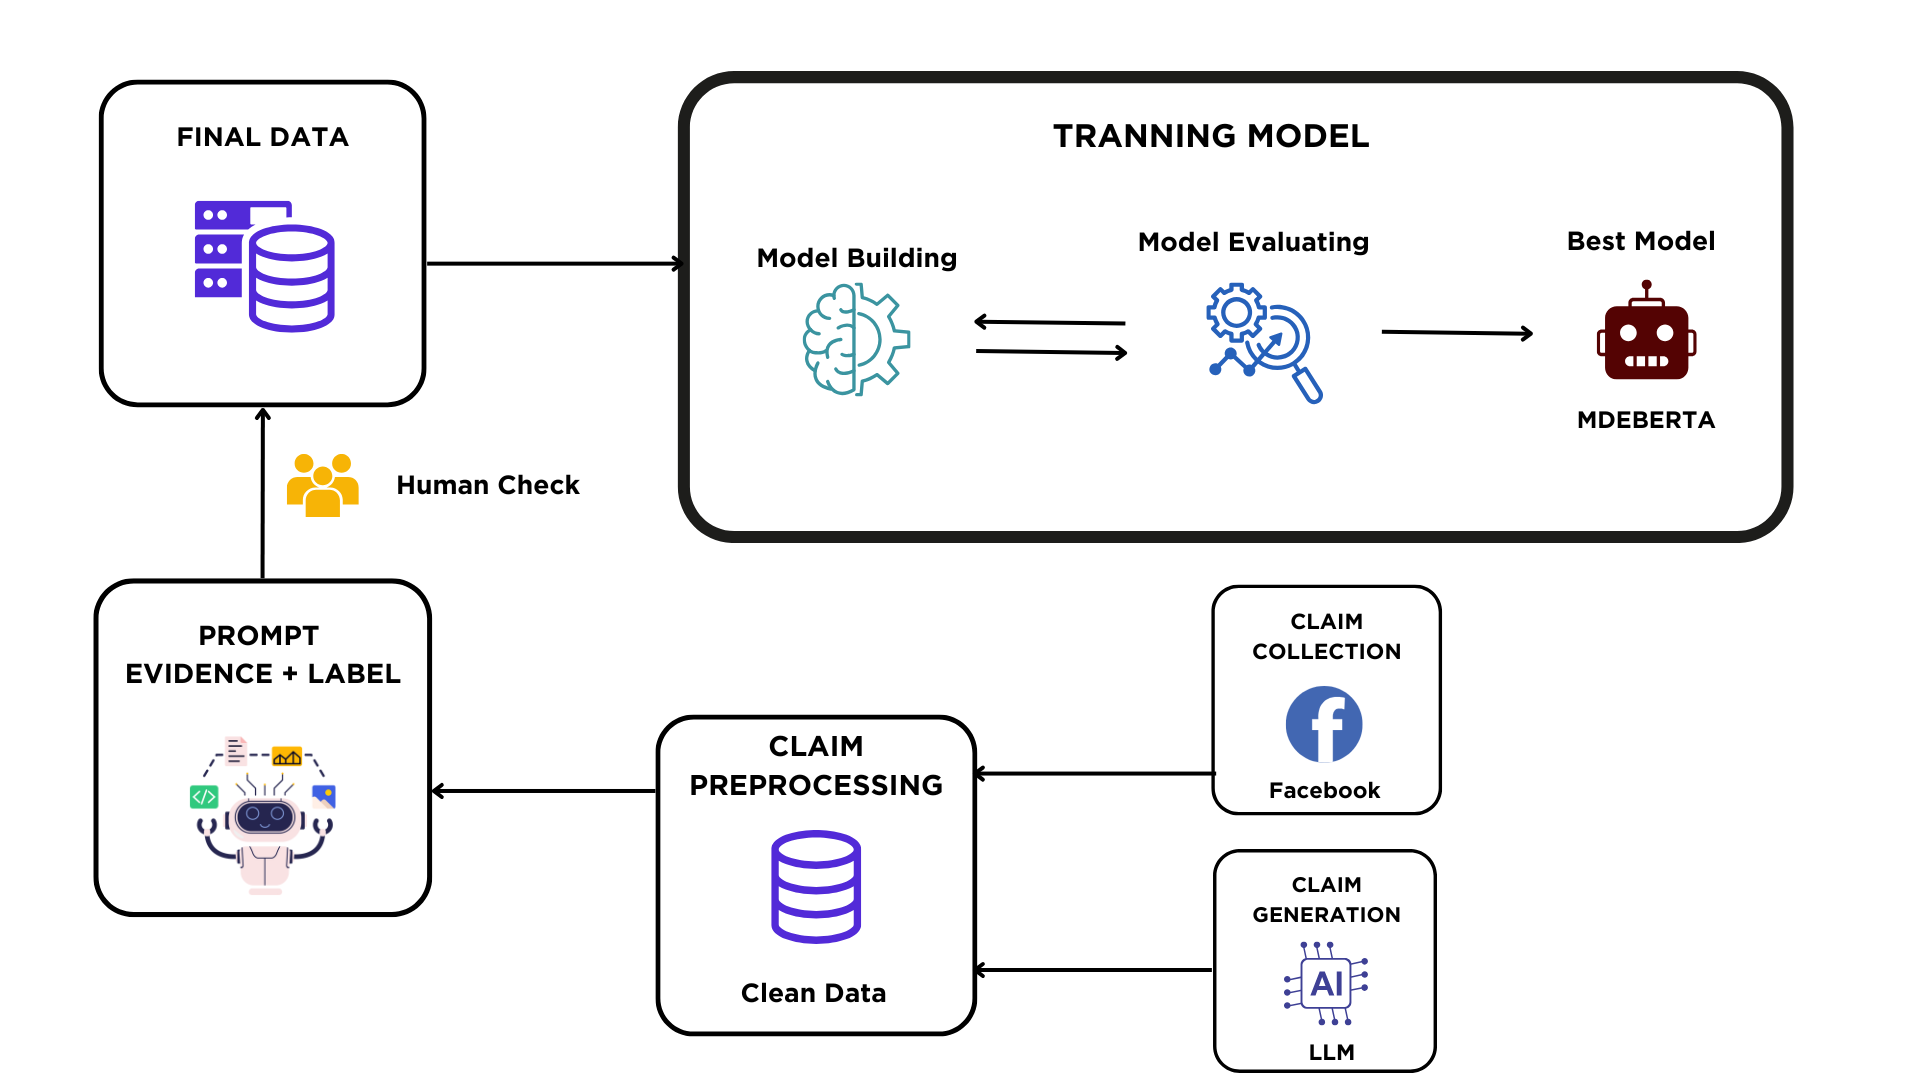 FINAL DATA
TRANNING MODEL
Model Building
Model Evaluating
Best Model
MDEBERTA
Human Check
PROMPT
EVIDENCE + LABEL
CLAIM
PREPROCESSING
Clean Data
CLAIM
COLLECTION
Facebook
CLAIM
GENERATION
AI
LLM